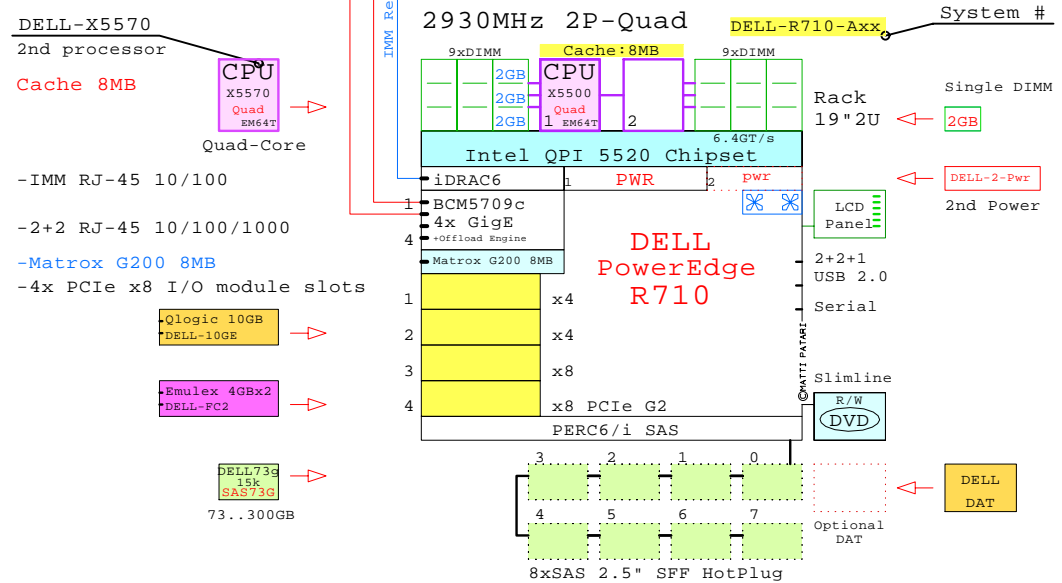 DELL-X5570
2nd processor
Cache 8MB
CPU
X5570
Quad
EM64T
Quad-Core
-IMM RJ-45 10/100
-2+2 RJ-45 10/100/1000
-Matrox G200 8MB
-4x PCIe x8 I/O module slots
Qlogic 10GB
DELL-10GE
Emulex 4GBx2
DELL-FC2
DELL73g
15k
SAS73G
73..300GB
IMM Re
2930MHz 2P-Quad
DELL-R710-Axx
System #
9xDIMM
Cache:8MB
9xDIMM
2GB
2GB
2GB
CPU
X5500
Quad
1 EM64T
2
6.4GT/s
Intel QPI 5520 Chipset
iDRAC6
1
PWR
2
pwr
1
BCM5709c
4x GigE
4
+Offload Engine
Matrox G200 8MB
DELL
PowerEdge
R710
1
x4
2
x4
3
x8
4
x8 PCIe G2
PERC6/i SAS
©MATTI PATARI
Rack
19"2U
Single DIMM
2GB
DELL-2-Pwr
2nd Power
LCD
Panel
2+2+1
USB 2.0
Serial
Slimline
R/W
DVD
3
2
1
0
4
5
6
7
8xSAS 2.5" SFF HotPlug
Optional
DAT
DELL
DAT